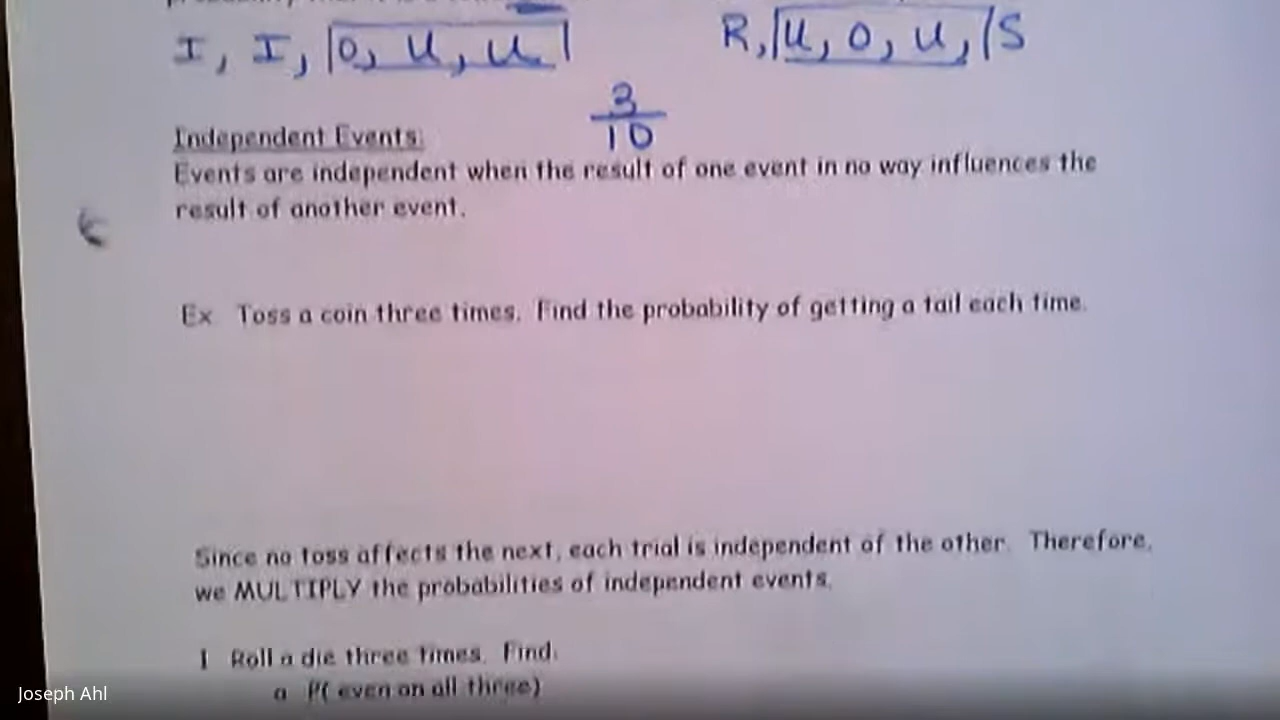 I, I, |O, U, U|
R, |U, O, U, |S
3
10
Independent Events:
Events are independent when the result of one event in no way influences the
result of another event.
Ex Toss a coin three times. Find the probability of getting a tail each time.
Since no toss affects the next, each trial is independent of the other. Therefore,
we MULTIPLY the probabilities of independent events.
1 Roll a die three times. Find.
a P( even on all three)
Joseph Ahl